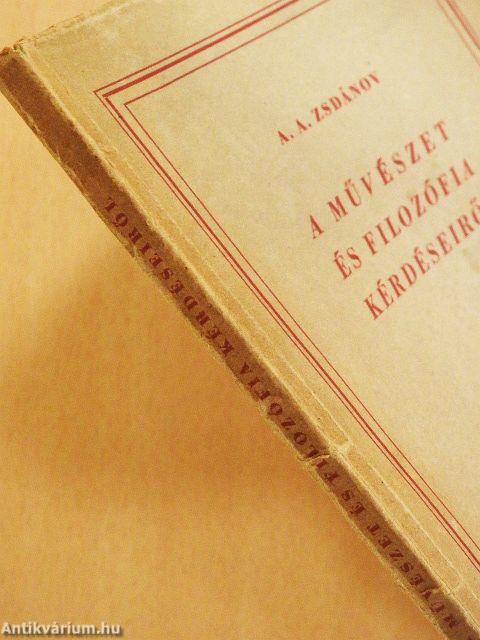 A. A. ZSDÁNOV
A MŰVÉSZET
ÉS FILOZÓFIA
KÉRDÉSEIRŐ
MŰVÉSZET ÉS FILOZÓFIA KÉRDÉSEIRŐL
Antikvárium.hu